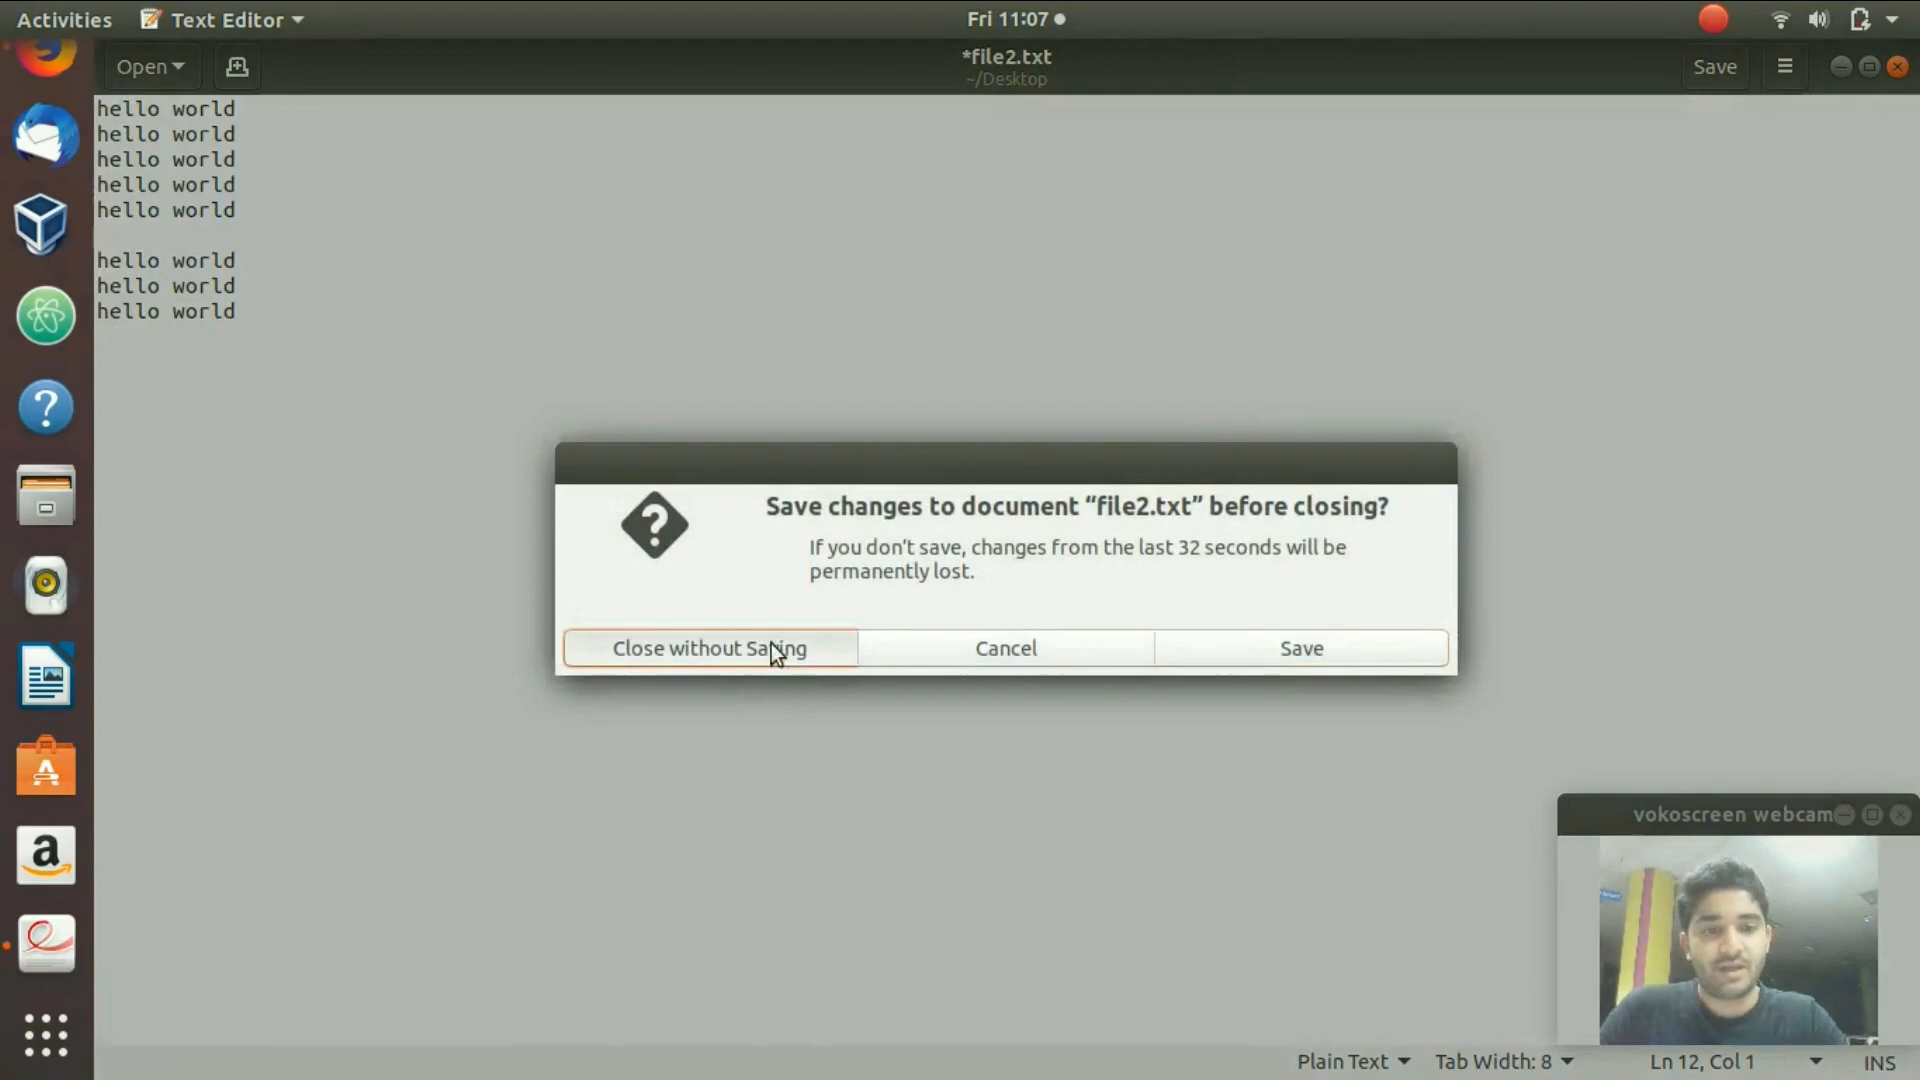 Activities Text Editor Fri 11:07
Open *file2.txt Save
~/Desktop
hello world
hello world
hello world
hello world
hello world
hello world
hello world
hello world
Save changes to document “file2.txt” before closing?
If you don’t save, changes from the last 32 seconds will be
permanently lost.
Close without Saving Cancel Save
vokoscreen webcam
Plain Text Tab Width: 8 Ln 12, Col 1 INS